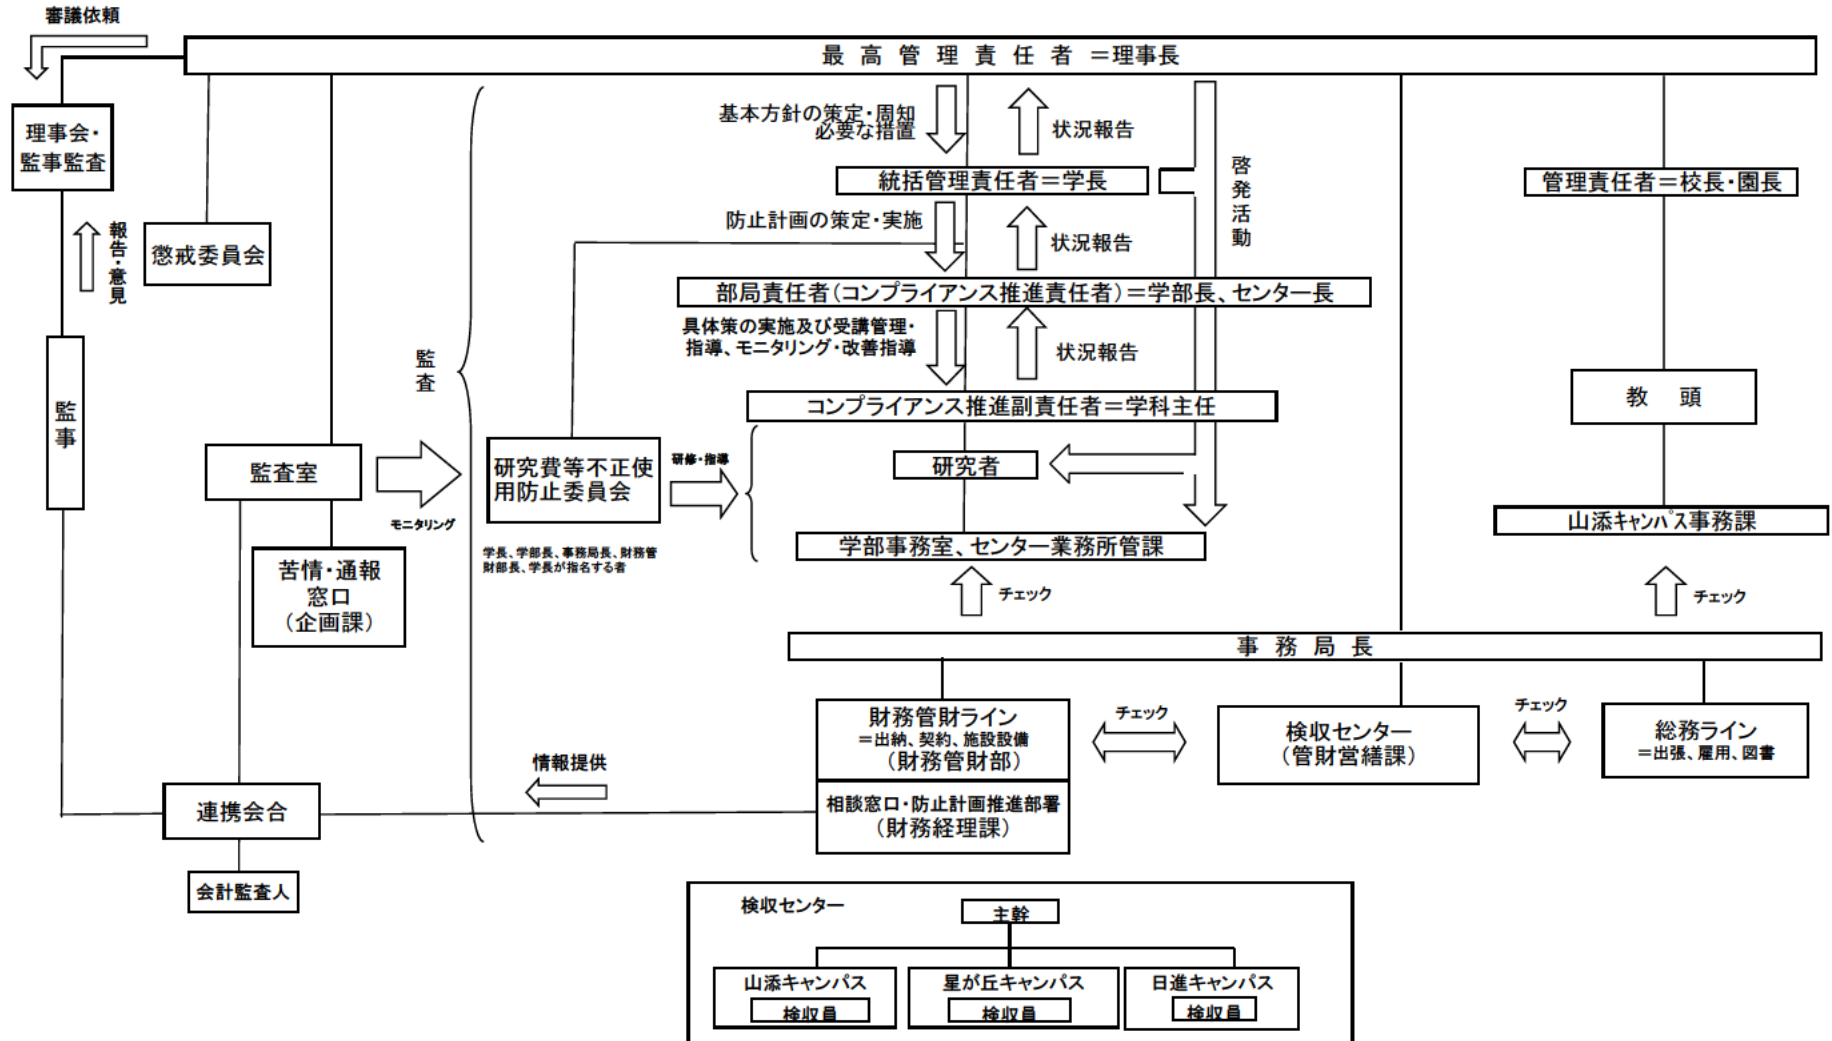 審議依頼
最高管理責任者＝理事長
理事会・
監事監査
基本方針の策定・周知
必要な措置
状況報告
啓発活動
統括管理責任者＝学長
管理責任者＝校長・園長
報告・意見
懲戒委員会
防止計画の策定・実施
状況報告
部局責任者（コンプライアンス推進責任者）＝学部長、センター長
具体策の実施及び受講管理・
指導、モニタリング・改善指導
状況報告
監査
監事
コンプライアンス推進副責任者＝学科主任
教　頭
監査室
モニタリング
研究費等不正使
用防止委員会
研修・指導
研究者
学長、学部長、事務局長、財務管
財部長、学長が指名する者
学部事務室、センター業務所管課
山添キャンパス事務課
苦情・通報
窓口
（企画課）
チェック
チェック
事務局長
財務管財ライン
＝出納、契約、施設設備
（財務管財部）
チェック
検収センター
（管財営繕課）
チェック
総務ライン
＝出張、雇用、図書
情報提供
相談窓口・防止計画推進部署
（財務経理課）
連携会合
会計監査人
検収センター
主幹
山添キャンパス
検収員
星が丘キャンパス
検収員
日進キャンパス
検収員